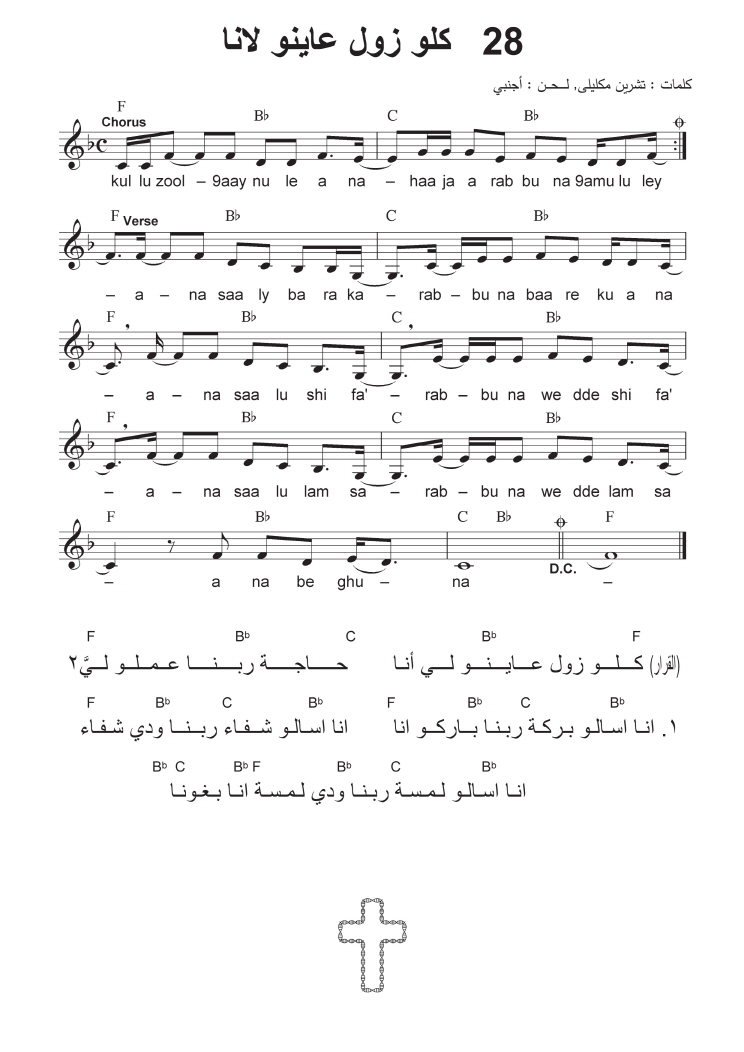 28 كلو زول عاينو لانا
كلمات : تشرين مكليلى, لـحـن : أجنبي
F B♭ C B♭
Chorus
kul lu zool – 9aay nu le a na – haa ja a rab bu na 9amu lu ley
F Verse B♭ C B♭
– a – na saa ly ba ra ka – rab – bu na baa re ku a na
F B♭ C B♭
– a – na saa lu shi fa' – rab – bu na we dde shi fa'
F B♭ C B♭
– a – na saa lu lam sa – rab – bu na we dde lam sa
F B♭ C B♭ F
D.C.
– a na be ghu – na –
F B♭ C B♭ F
(القرار) كـلـو زول عـايـنـو لـي أنا حـاجـة ربـنـا عـمـلـو لـيَّ٢
F B♭ C B♭ F B♭ C B♭
١. انـا اسـالـو بـركـة ربـنـا بـاركـو انا انا اسـالـو شـفـاء ربـنـا ودي شـفـاء
B♭ C B♭ F B♭ C B♭
انـا اسـالـو لـمـسـة ربـنـا ودي لـمـسـة انـا بـغـونـا